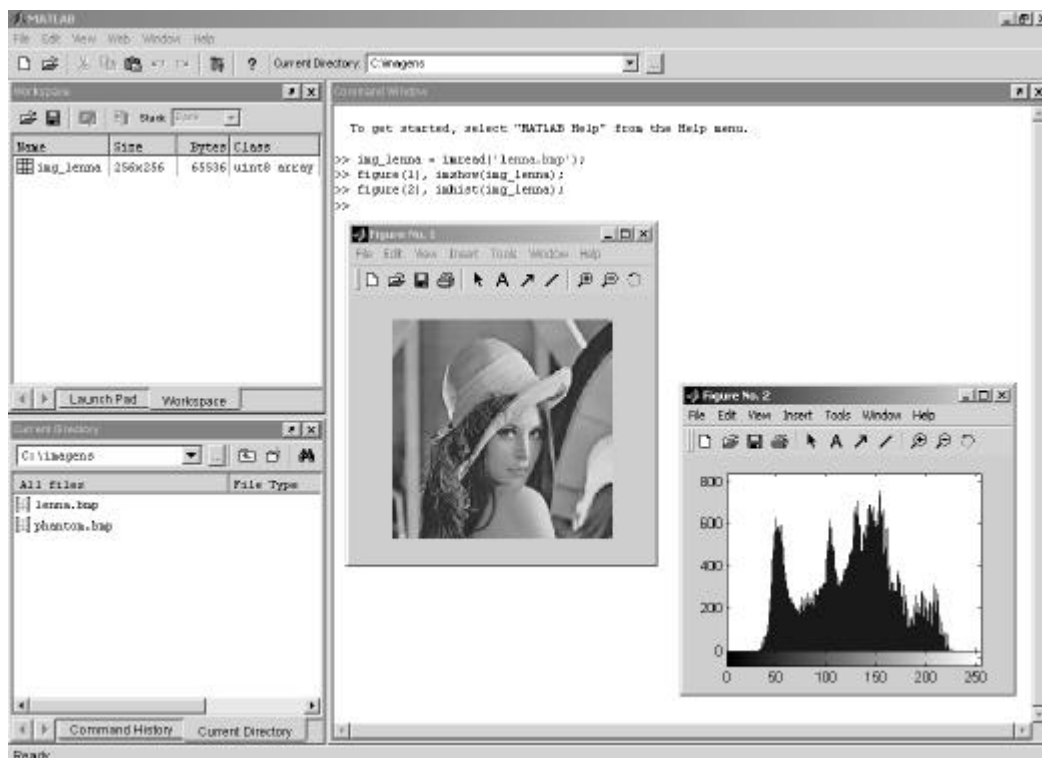 MATLAB
File Edit View Web Window Help
? Current Directory: C:\imagens ...
Workspace
Stack:
Name Size Bytes Class
img_lenna 256x256 65536 uint8 array
Launch Pad Workspace
Current Directory
C:\imagens ...
All files File Type
lenna.bmp
phantom.bmp
Command History Current Directory
Ready
Command Window
To get started, select "MATLAB Help" from the Help menu.
>> img_lenna = imread('lenna.bmp');
>> figure(1), imshow(img_lenna);
>> figure(2), imhist(img_lenna);
>>
Figure No. 1
File Edit View Insert Tools Window Help
A
Figure No. 2
File Edit View Insert Tools Window Help
A
800
600
400
200
0
0 50 100 150 200 250